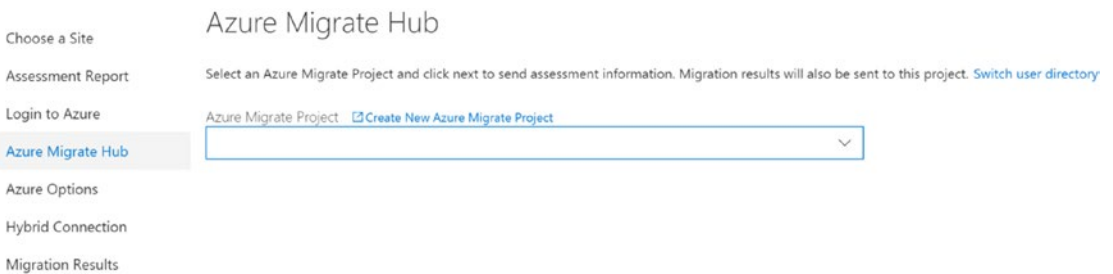 Choose a Site
Assessment Report
Login to Azure
Azure Migrate Hub
Azure Options
Hybrid Connection
Migration Results
Azure Migrate Hub
Select an Azure Migrate Project and click next to send assessment information. Migration results will also be sent to this project. Switch user directory
Azure Migrate Project Create New Azure Migrate Project